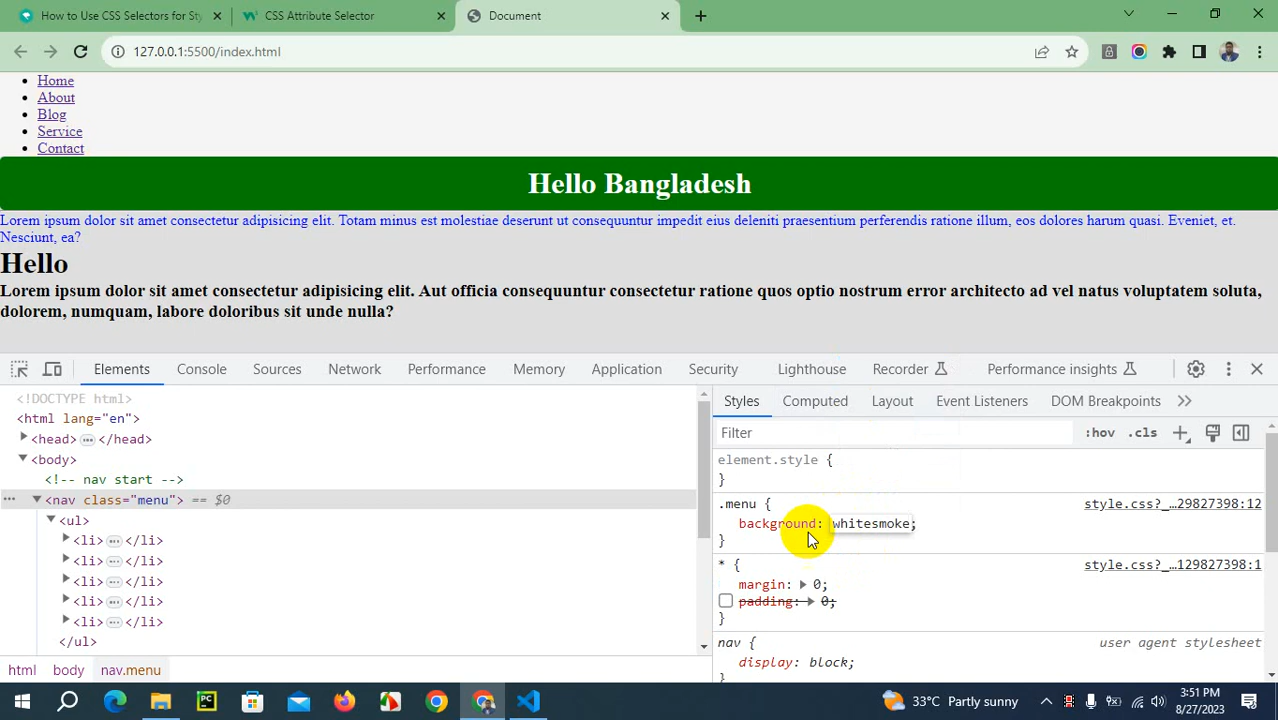 How to Use CSS Selectors for Sty
CSS Attribute Selector
Document
127.0.0.1:5500/index.html
Home
About
Blog
Service
Contact
Hello Bangladesh
Lorem ipsum dolor sit amet consectetur adipisicing elit. Totam minus est molestiae deserunt ut consequuntur impedit eius deleniti praesentium perferendis ratione illum, eos dolores harum quasi. Eveniet, et.
Nesciunt, ea?
Hello
Lorem ipsum dolor sit amet consectetur adipisicing elit. Aut officia consequuntur consectetur ratione quos optio nostrum error architecto ad vel natus voluptatem soluta,
dolorem, numquam, labore doloribus sit unde nulla?
Elements Console Sources Network Performance Memory Application Security Lighthouse Recorder Performance insights
<!DOCTYPE html>
<html lang="en">
<head> ••• </head>
<body>
<!-- nav start -->
••• <nav class="menu"> == $0
<ul>
<li> ••• </li>
<li> ••• </li>
<li> ••• </li>
<li> ••• </li>
<li> ••• </li>
</ul>
html body nav.menu
Styles Computed Layout Event Listeners DOM Breakpoints »
Filter :hov .cls
element.style {
}
.menu { style.css?_…29827398:12
background: whitesmoke;
}
* { style.css?_…129827398:1
margin: 0;
padding: 0;
}
nav { user agent stylesheet
display: block;
}
PC
33°C Partly sunny
3:51 PM
8/27/2023